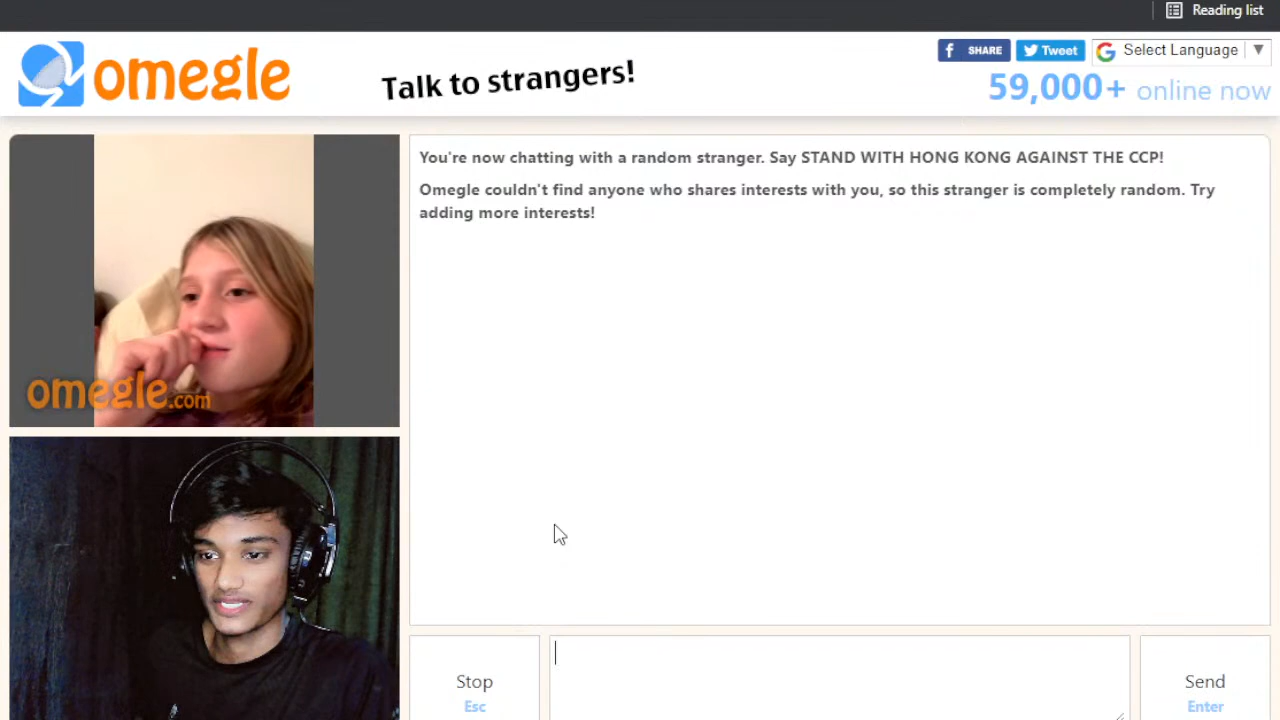 Reading list
omegle
Talk to strangers!
SHARE
Tweet
Select Language
59,000+ online now
You're now chatting with a random stranger. Say STAND WITH HONG KONG AGAINST THE CCP!
Omegle couldn't find anyone who shares interests with you, so this stranger is completely random. Try
adding more interests!
omegle.com
Stop
Esc
Send
Enter